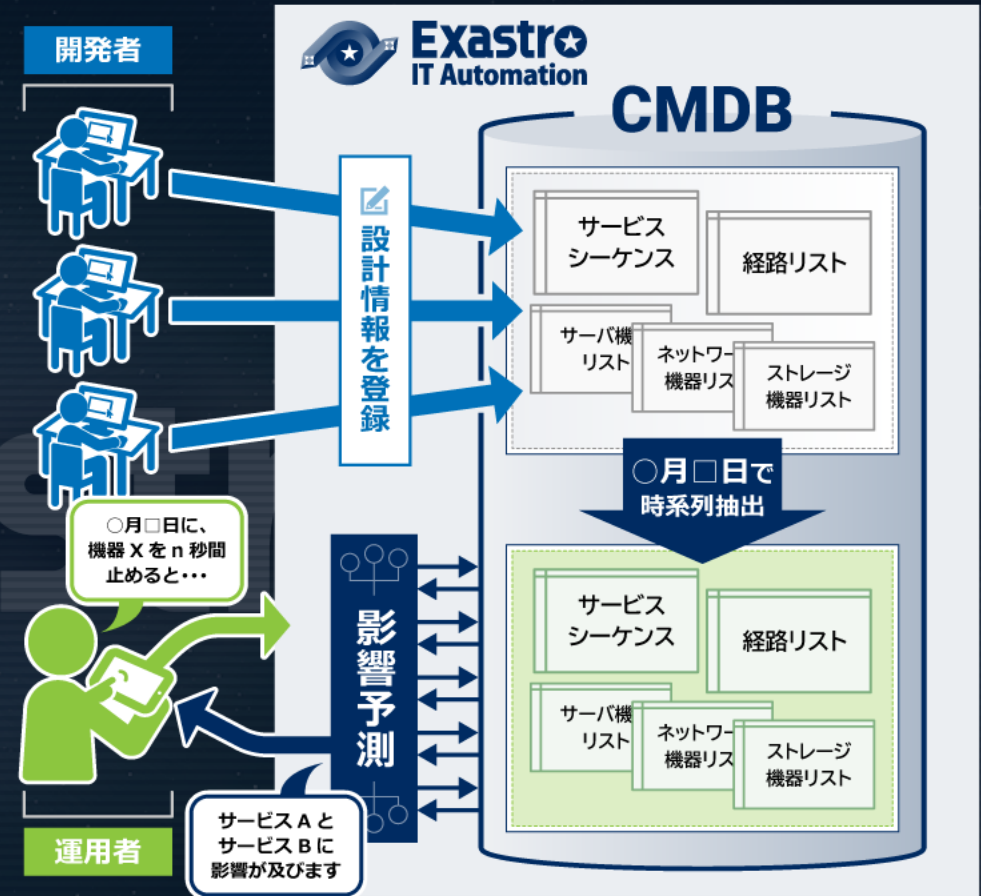 開発者
Exastro
IT Automation
CMDB
設計情報を登録
サービス
シーケンス
経路リスト
サーバ機
リスト
ネットワー
機器リス
ストレージ
機器リスト
○月□日で
時系列抽出
○月□日に、
機器 X を n 秒間
止めると・・・
影響予測
サービス
シーケンス
経路リスト
サーバ機
リスト
ネットワー
機器リス
ストレージ
機器リスト
サービス A と
サービス B に
影響が及びます
運用者